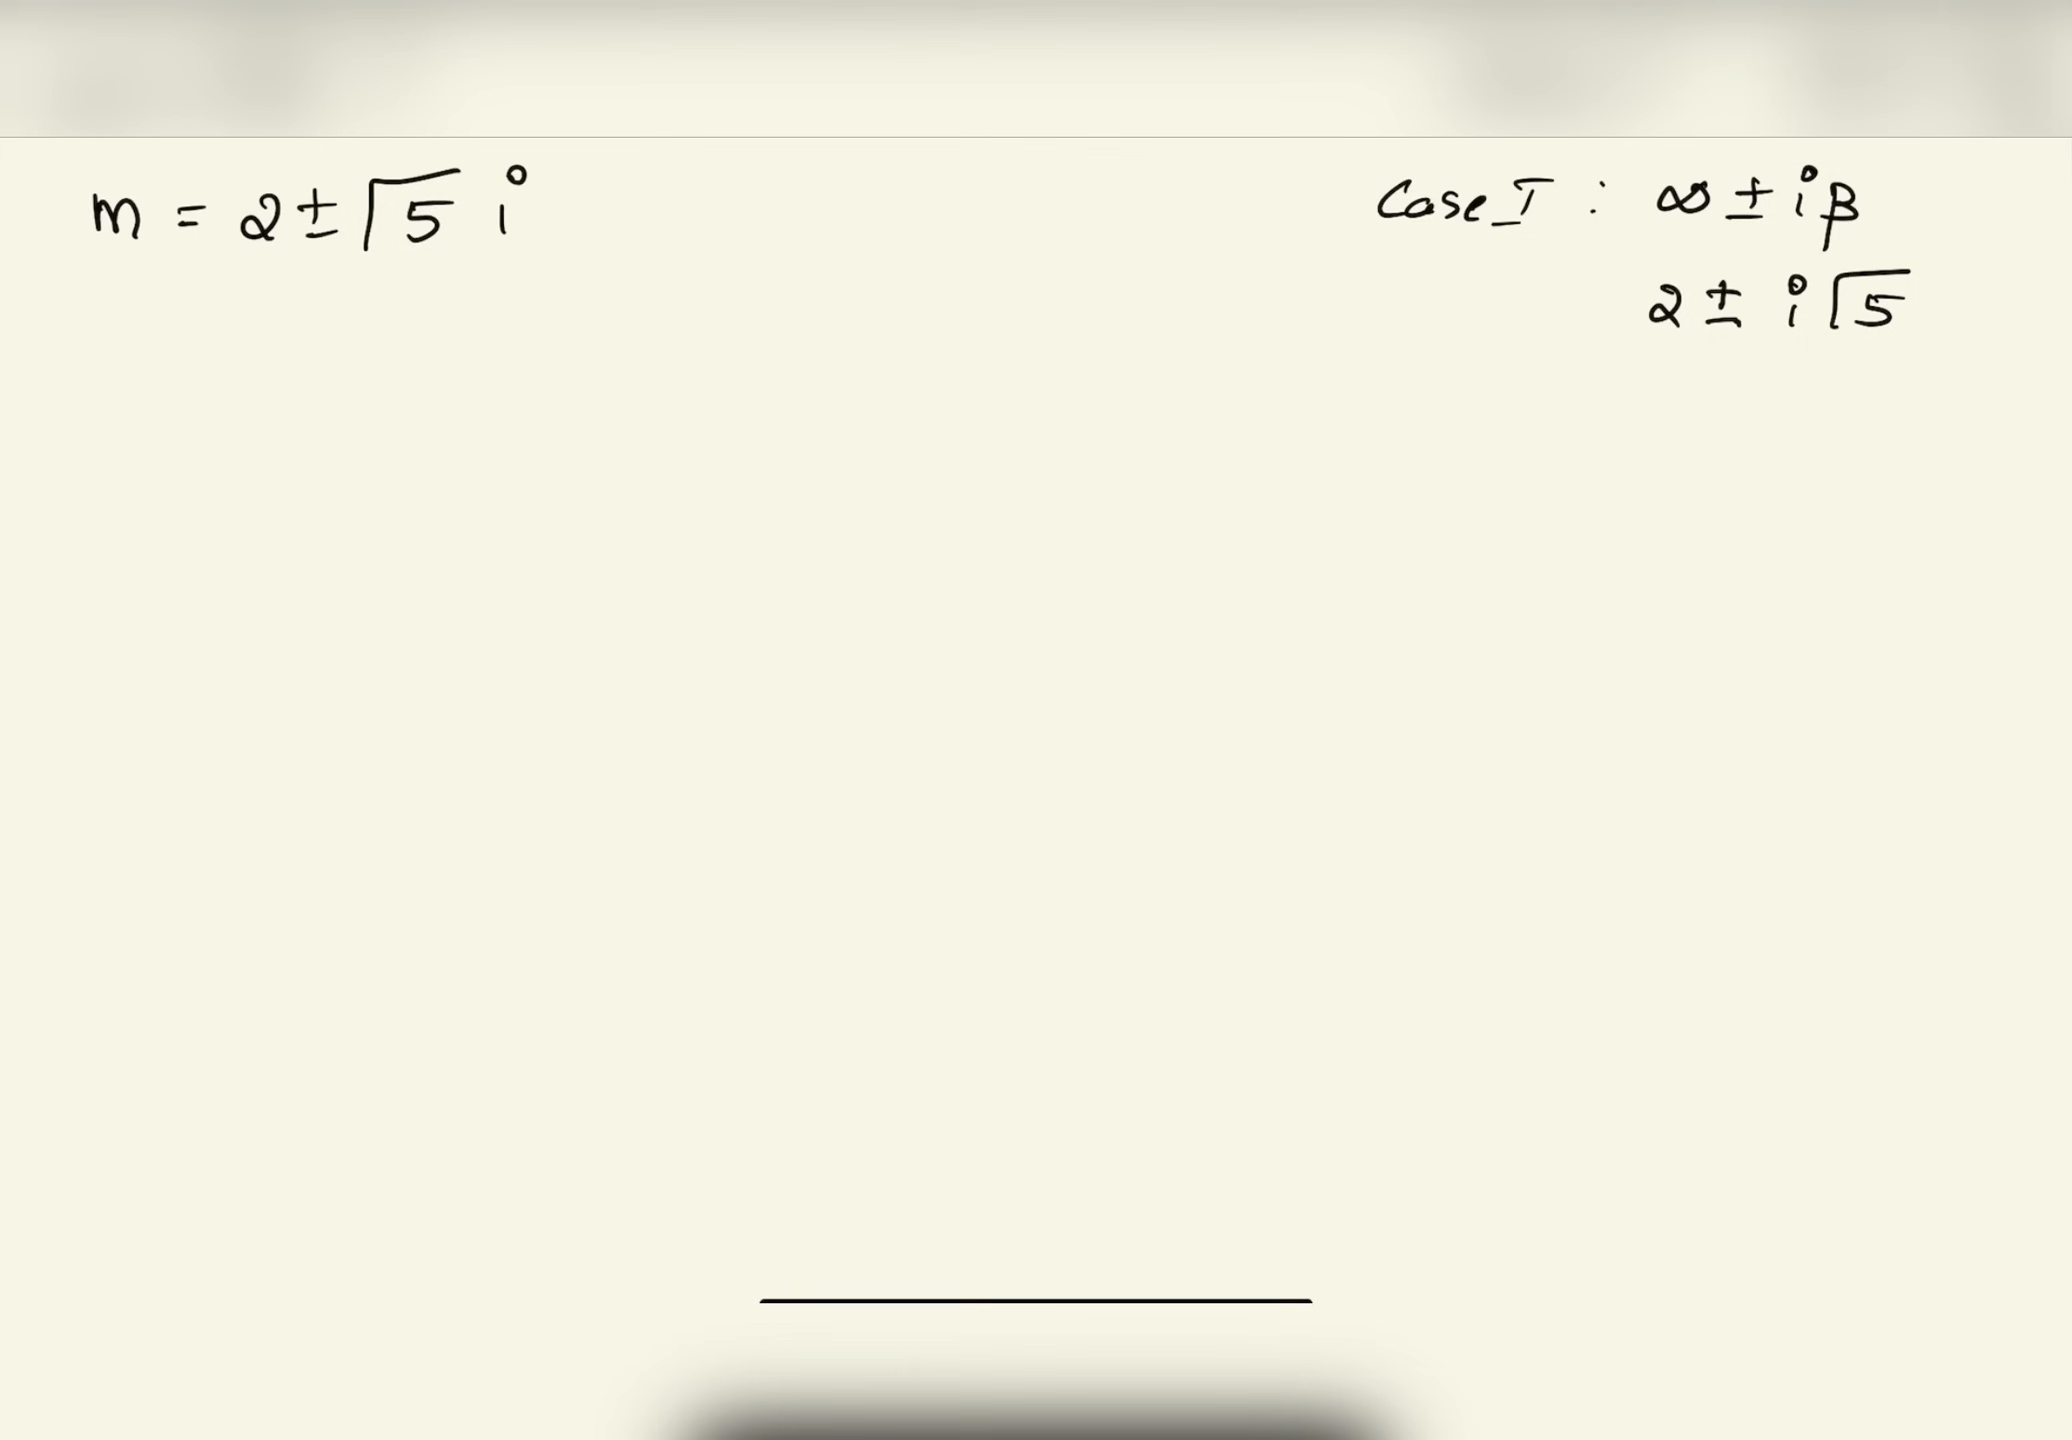 m = 2 ± √5 i
Case I : α ± iβ
2 ± i√5